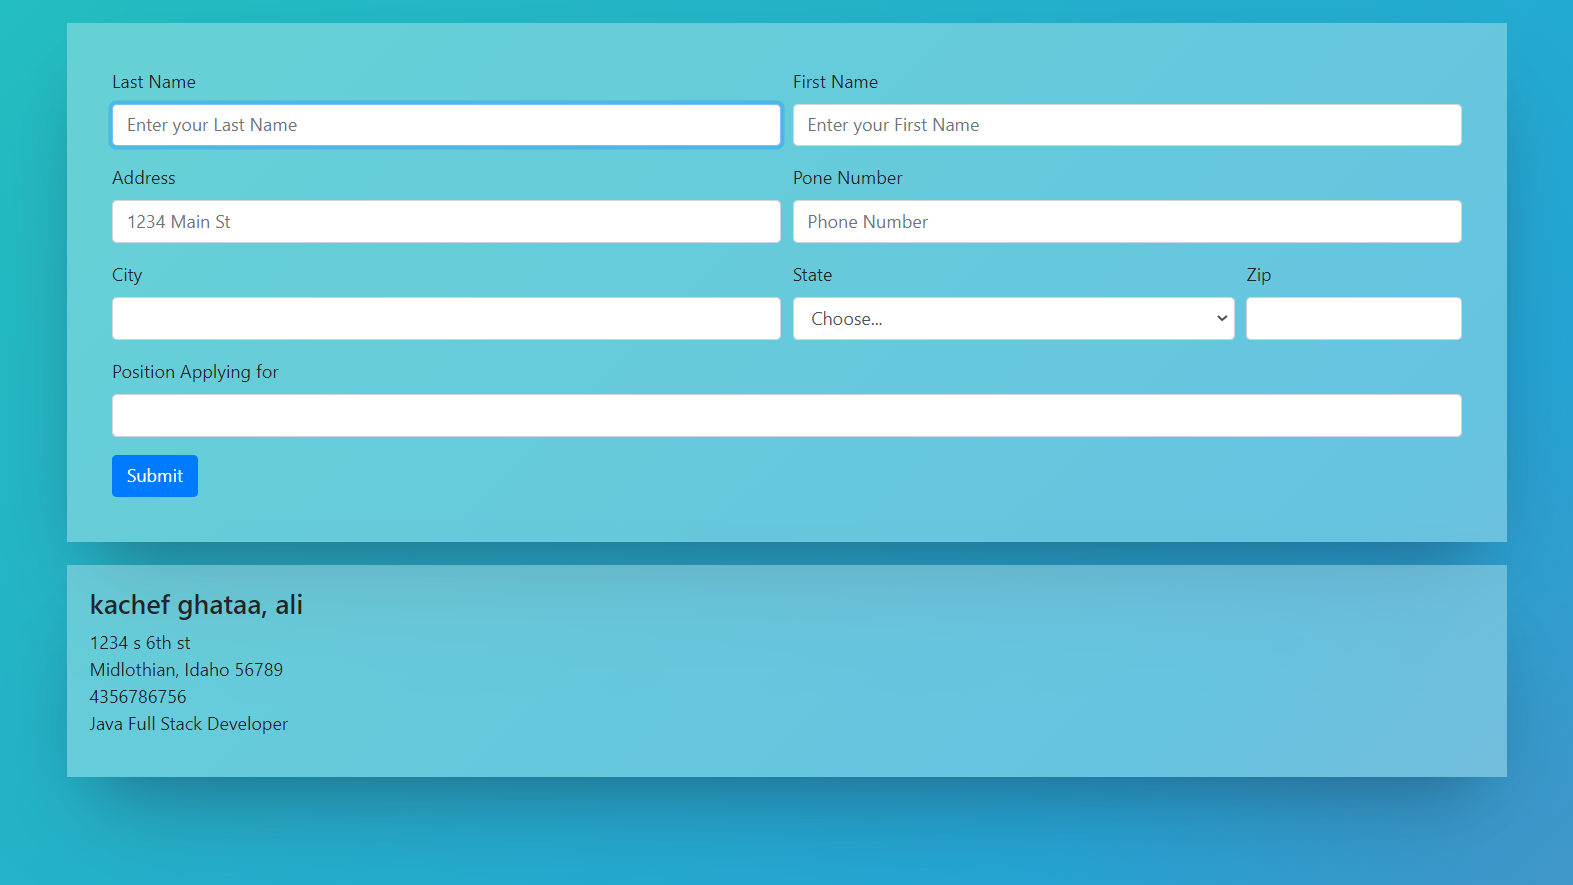 Last Name
First Name
Enter your Last Name
Enter your First Name
Address
Pone Number
1234 Main St
Phone Number
City
State
Zip
Choose...
Position Applying for
Submit
kachef ghataa, ali
1234 s 6th st
Midlothian, Idaho 56789
4356786756
Java Full Stack Developer